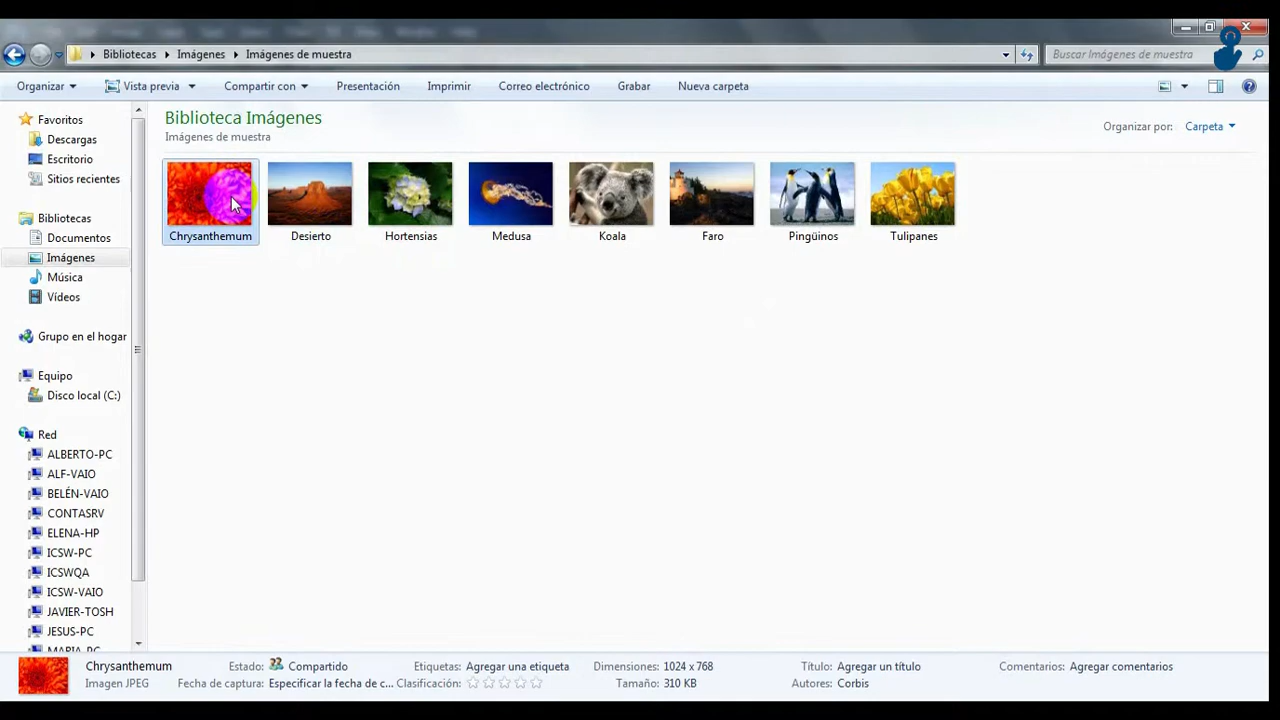 Bibliotecas Imágenes Imágenes de muestra
Buscar Imágenes de muestra
Organizar Vista previa Compartir con Presentación Imprimir Correo electrónico Grabar Nueva carpeta
Favoritos
Descargas
Escritorio
Sitios recientes
Bibliotecas
Documentos
Imágenes
Música
Vídeos
Grupo en el hogar
Equipo
Disco local (C:)
Red
ALBERTO-PC
ALF-VAIO
BELÉN-VAIO
CONTASRV
ELENA-HP
ICSW-PC
ICSWQA
ICSW-VAIO
JAVIER-TOSH
JESUS-PC
MARIA-PC
Biblioteca Imágenes
Imágenes de muestra
Organizar por: Carpeta
Chrysanthemum Desierto Hortensias Medusa Koala Faro Pingüinos Tulipanes
Chrysanthemum Estado: Compartido Etiquetas: Agregar una etiqueta Dimensiones: 1024 x 768 Título: Agregar un título Comentarios: Agregar comentarios
Imagen JPEG Fecha de captura: Especificar la fecha de c... Clasificación: Tamaño: 310 KB Autores: Corbis